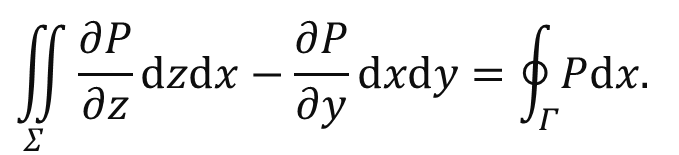 ∬_Σ ∂P/∂z dzdx − ∂P/∂y dxdy = ∮_Γ Pdx.